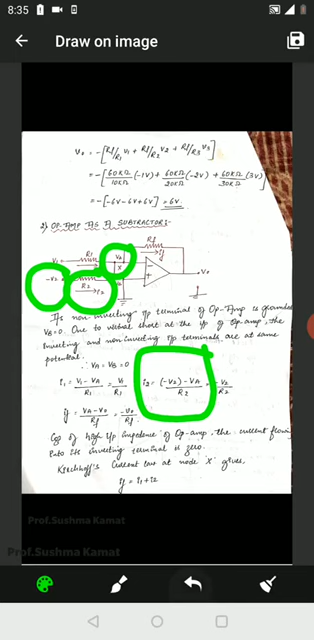 8:35
Draw on image
V₀ = -[Rf/R1 V1 + Rf/R2 V2 + Rf/R3 V3]
= -[60KΩ/10KΩ (-1V) + 60KΩ/20KΩ (-2V) + 60KΩ/30KΩ (3V)]
= -[-6V-6V+6V] = 6V
2) OP-AMP AS A SUBTRACTOR:-
Rf
if
V1 R1 VA
X
-V2 R2 i2
V0
As non-inverting i/p terminal of Op-Amp is grounded
VB=0. Due to virtual short at the i/p of Op-amp, the
inverting and non-inverting i/p terminals are at same
potential.
∴ VA = VB = 0
i1 = V1-VA/R1 = V1/R1 i2 = (-V2)-VA/R2 = -V2/R2
if = VA-V0/Rf = -V0/Rf
Coz of high i/p impedence of Op-amp, the current flowing
into its inverting terminal is zero.
Kirchhoff's Current law at node 'X' gives,
if = i1+i2
Prof.Sushma Kamat
Prof.Sushma Kamat